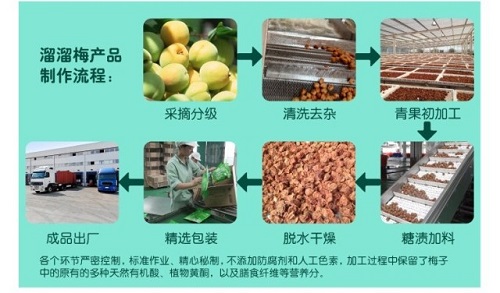 溜溜梅产品
制作流程：
采摘分级
清洗去杂
青果初加工
成品出厂
精选包装
脱水干燥
糖渍加料
各个环节严密控制，标准作业、精心秘制，不添加防腐剂和人工色素，加工过程中保留了梅子
中的原有的多种天然有机酸、植物黄酮，以及膳食纤维等营养分。